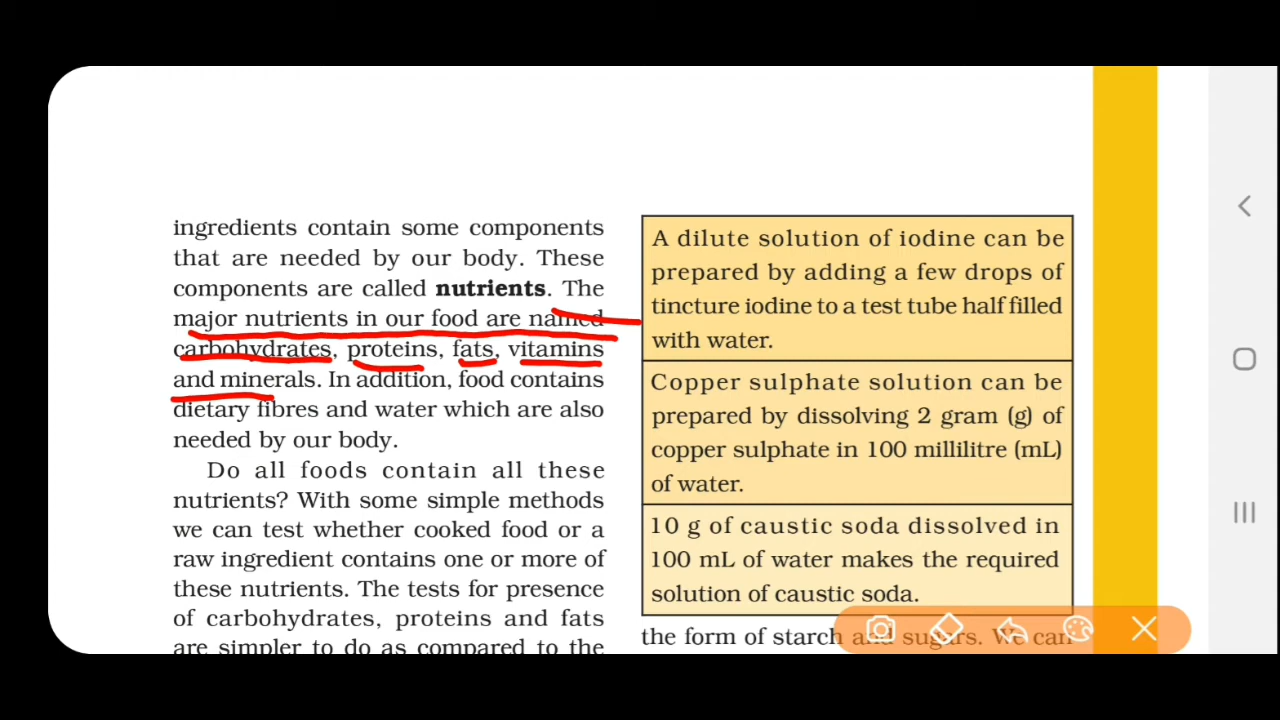 ingredients contain some components
that are needed by our body. These
components are called nutrients. The
major nutrients in our food are named
carbohydrates, proteins, fats, vitamins
and minerals. In addition, food contains
dietary fibres and water which are also
needed by our body.
Do all foods contain all these
nutrients? With some simple methods
we can test whether cooked food or a
raw ingredient contains one or more of
these nutrients. The tests for presence
of carbohydrates, proteins and fats
are simpler to do as compared to the
A dilute solution of iodine can be
prepared by adding a few drops of
tincture iodine to a test tube half filled
with water.
Copper sulphate solution can be
prepared by dissolving 2 gram (g) of
copper sulphate in 100 millilitre (mL)
of water.
10 g of caustic soda dissolved in
100 mL of water makes the required
solution of caustic soda.
the form of starch and sugars. We can